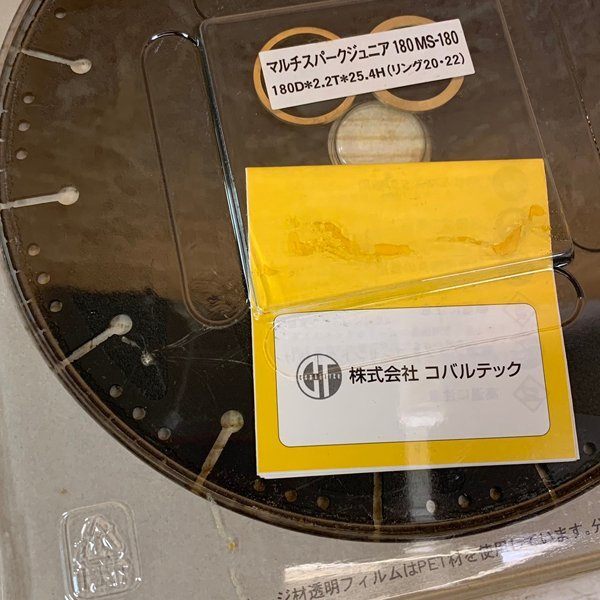 マルチスパークジュニア 180 MS-180
180D*2.2T*25.4H(リング20・22)
株式会社 コバルテック
ジ材透明フィルムはPET材を使用しています。分